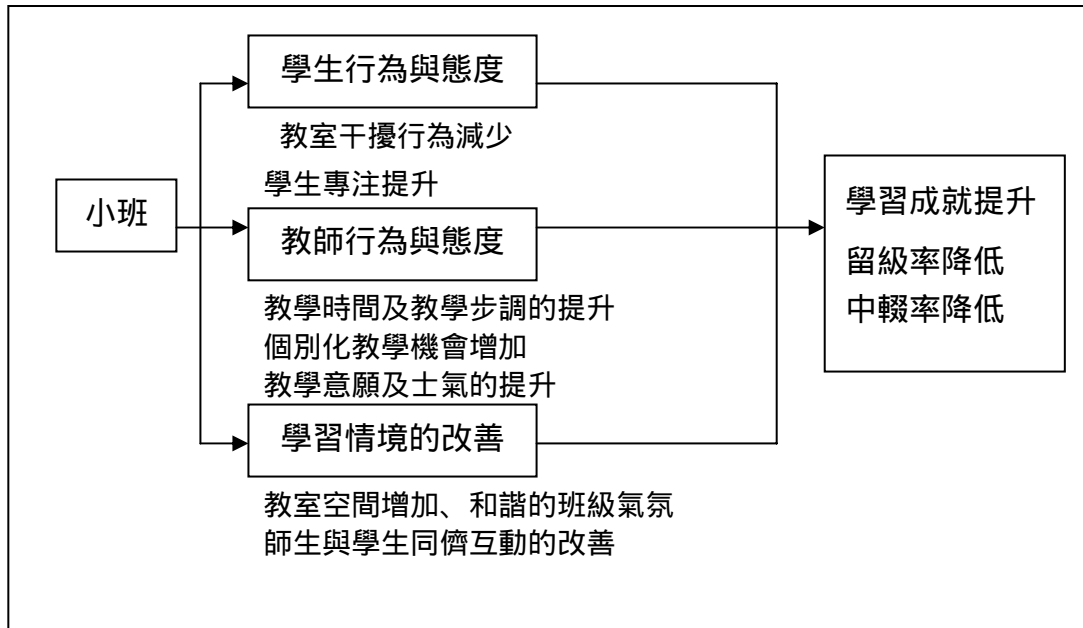 學生行為與態度
教室干擾行為減少
學生專注提升
小班
教師行為與態度
教學時間及教學步調的提升
個別化教學機會增加
教學意願及士氣的提升
學習情境的改善
教室空間增加、和諧的班級氣氛
師生與學生同儕互動的改善
學習成就提升
留級率降低
中輟率降低